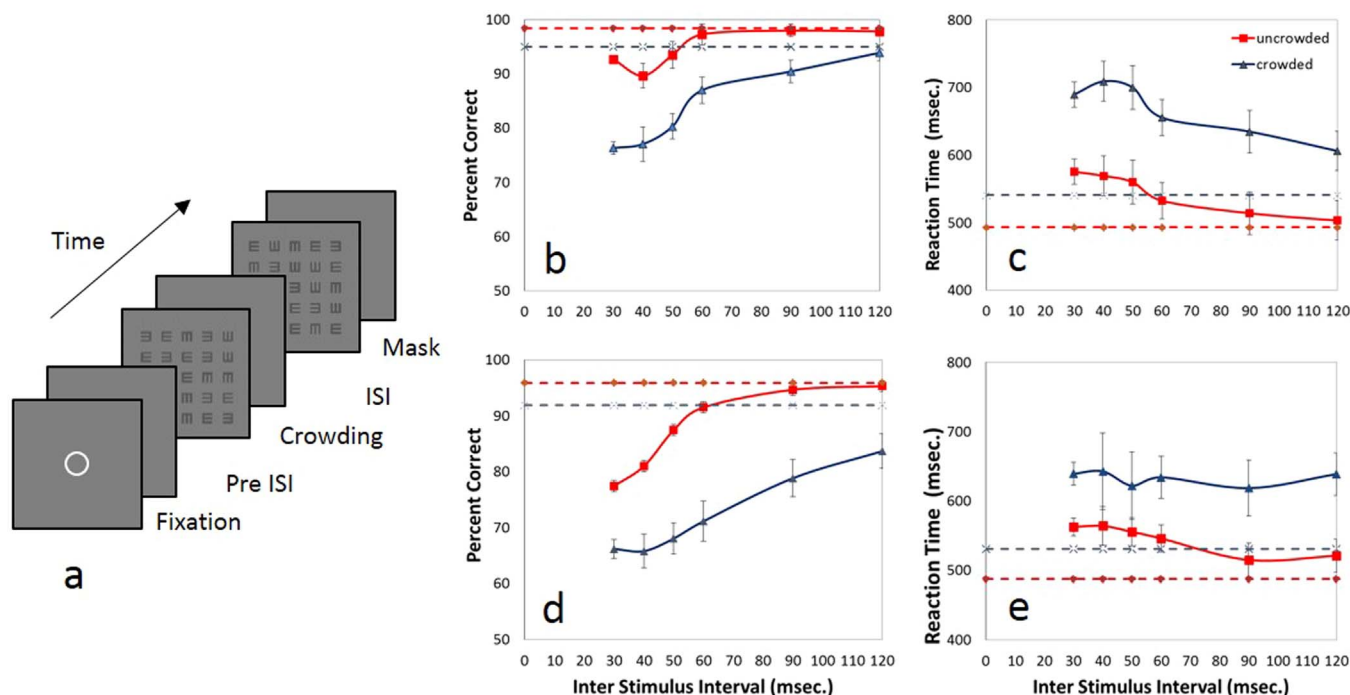 Time
Mask
ISI
Crowding
Pre ISI
Fixation
a
Percent Correct
100
90
80
70
60
50
0 10 20 30 40 50 60 70 80 90 100 110 120
b
Reaction Time (msec.)
800
700
600
500
400
0 10 20 30 40 50 60 70 80 90 100 110 120
uncrowded
crowded
c
Percent Correct
100
90
80
70
60
50
0 10 20 30 40 50 60 70 80 90 100 110 120
Inter Stimulus Interval (msec.)
d
Reaction Time (msec.)
800
700
600
500
400
0 10 20 30 40 50 60 70 80 90 100 110 120
Inter Stimulus Interval (msec.)
e